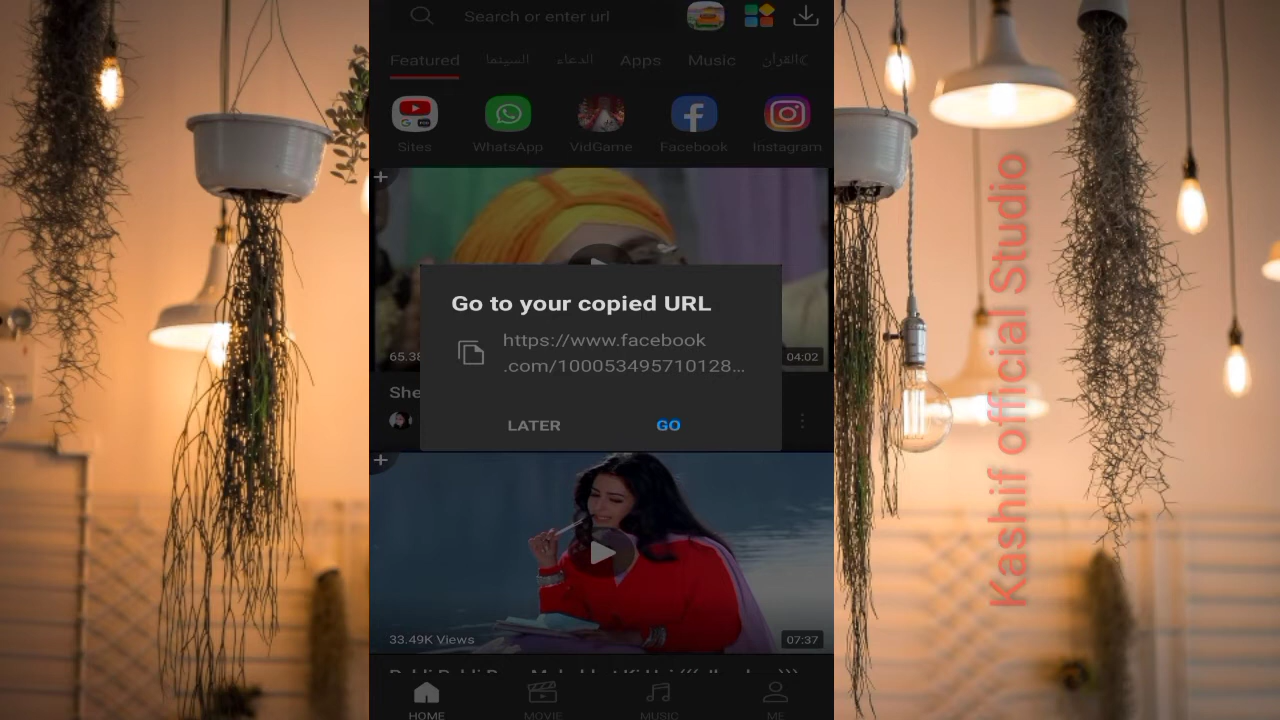 Search or enter url
Featured
السينما
الدعاء
Apps
Music
القرآن
Sites
WhatsApp
VidGame
Facebook
Instagram
Go to your copied URL
https://www.facebook
.com/100053495710128...
65.38
04:02
She
LATER
GO
33.49K Views
07:37
HOME
MOVIE
MUSIC
ME
Kashif official Studio